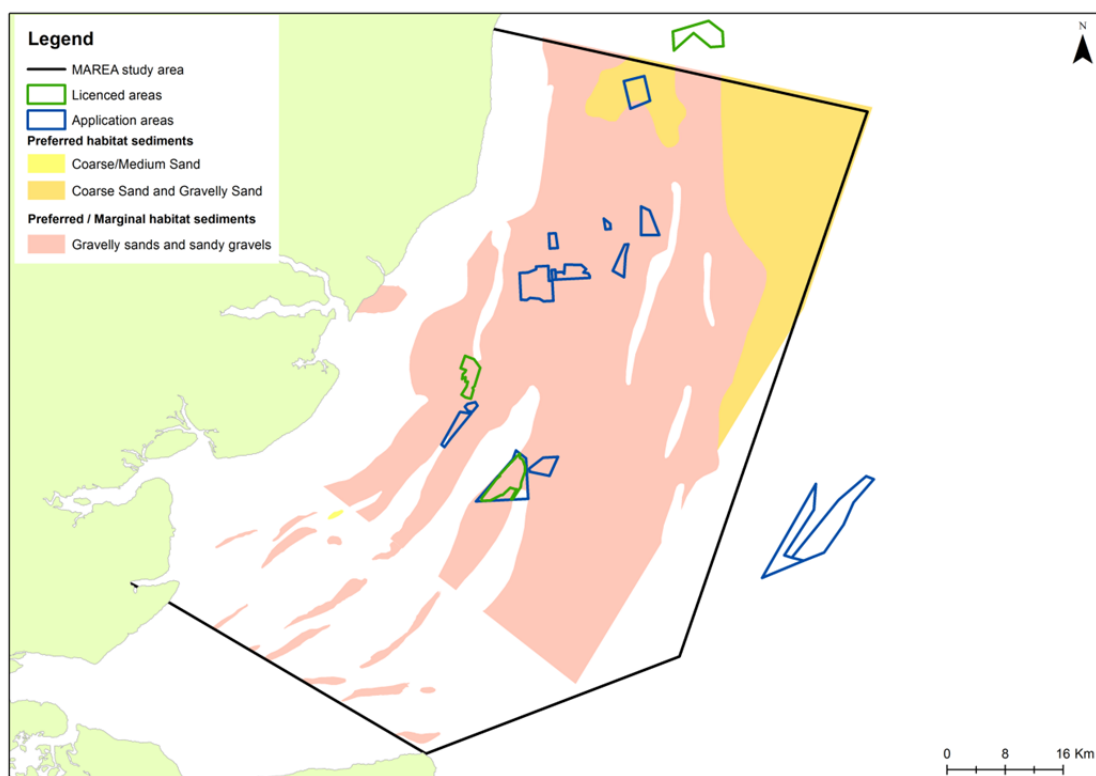 Legend
MAREA study area
Licenced areas
Application areas
Preferred habitat sediments
Coarse/Medium Sand
Coarse Sand and Gravelly Sand
Preferred / Marginal habitat sediments
Gravelly sands and sandy gravels
N
0 8 16 Km